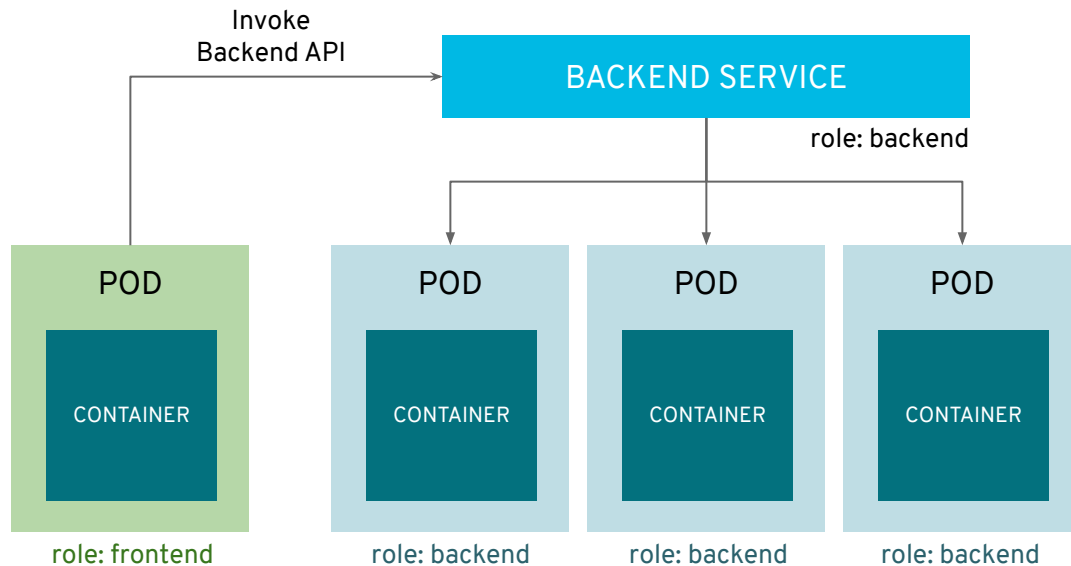 Invoke
Backend API
BACKEND SERVICE
role: backend
POD
POD
POD
POD
CONTAINER
CONTAINER
CONTAINER
CONTAINER
role: frontend
role: backend
role: backend
role: backend